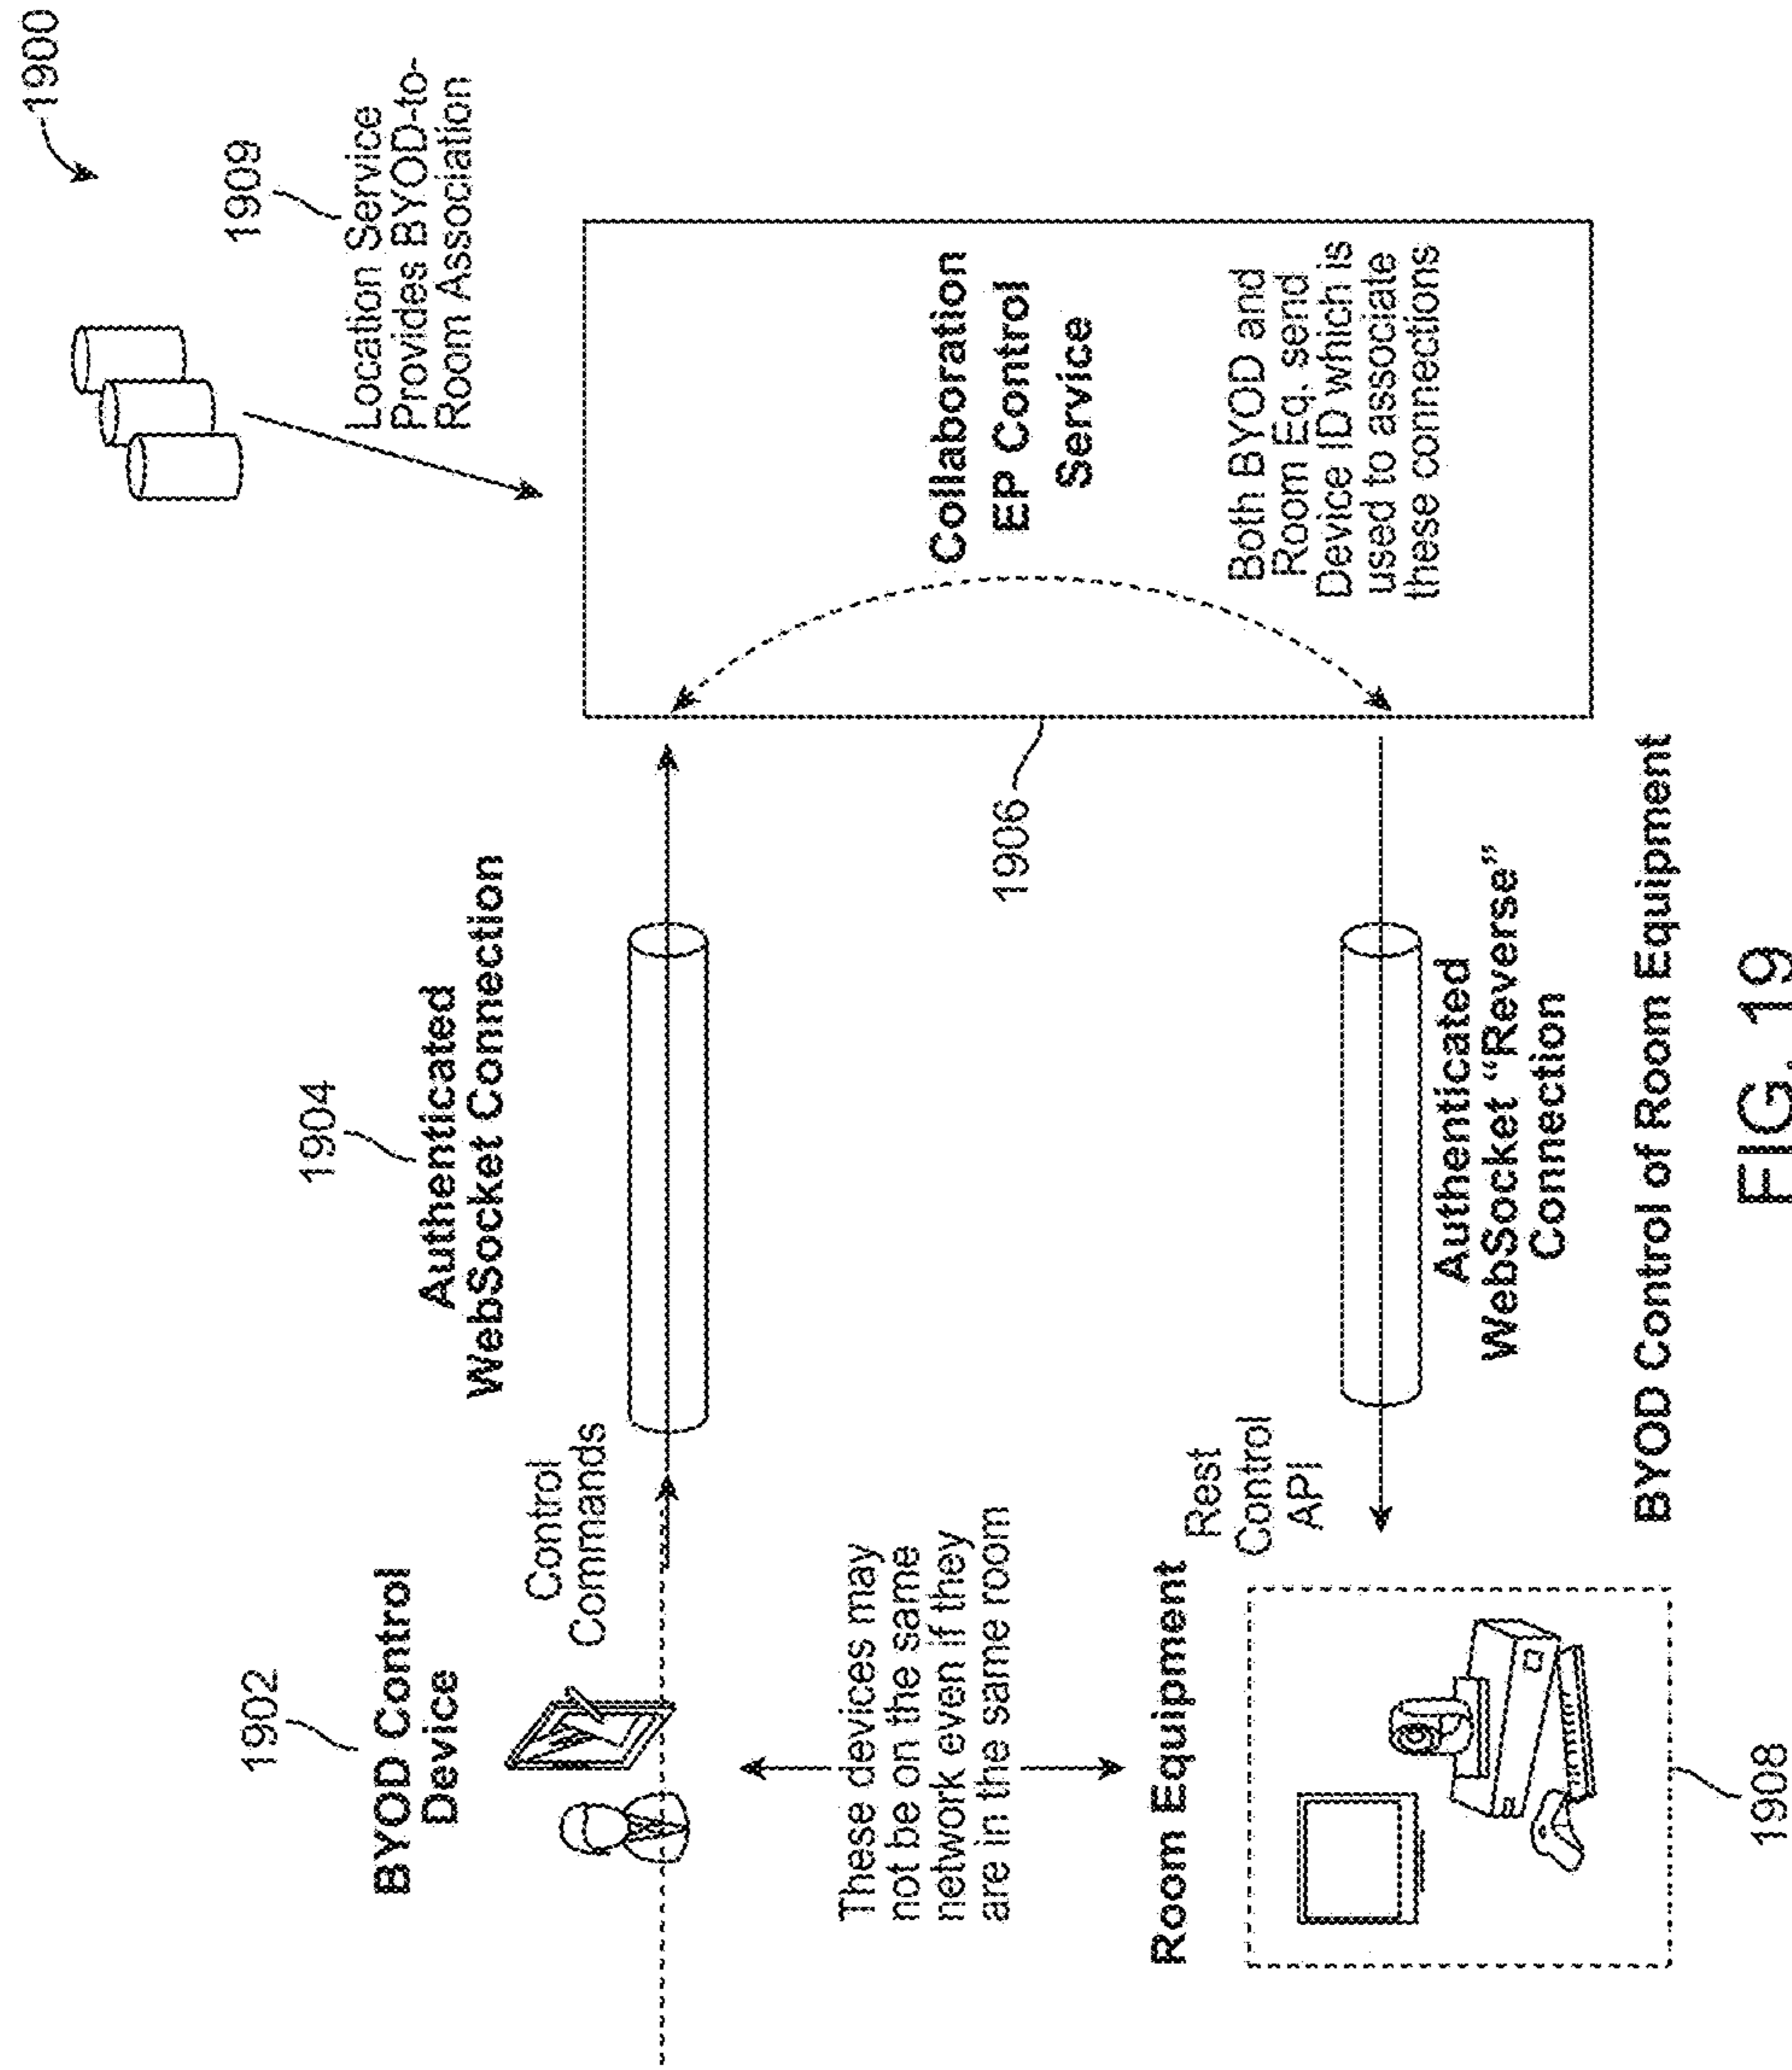 1900
1909
Location Service
Provides BYOD-to-
Room Association
1904
Authenticated
WebSocket Connection
1902
BYOD Control
Device
Control
Commands
Collaboration
EP Control
Service
Both BYOD and
Room Eq. send
Device ID which is
used to associate
these connections
1906
These devices may
not be on the same
network even if they
are in the same room
Room Equipment
Rest
Control
API
Authenticated
WebSocket “Reverse”
Connection
1908
BYOD Control of Room Equipment
FIG. 19